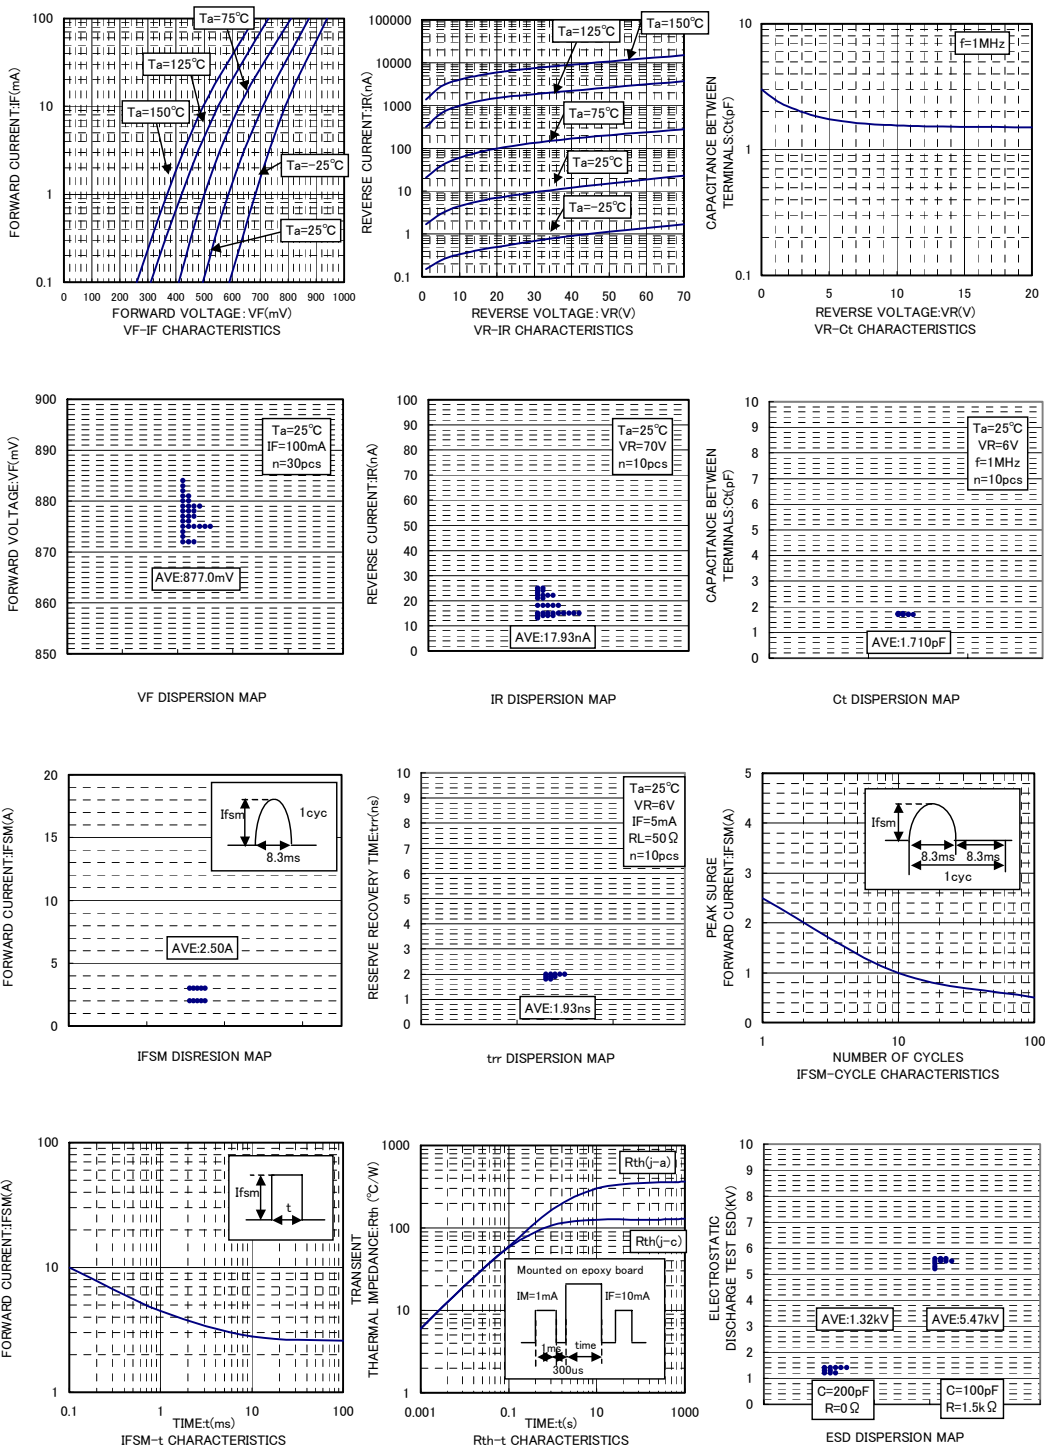 FORWARD CURRENT:IF(mA)
100
10
1
0.1
Ta=75℃
Ta=125℃
Ta=150℃
Ta=-25℃
Ta=25℃
0 100 200 300 400 500 600 700 800 900 1000
FORWARD VOLTAGE:VF(mV)
VF-IF CHARACTERISTICS
REVERSE CURRENT:IR(nA)
100000
10000
1000
100
10
1
0.1
Ta=150℃
Ta=125℃
Ta=75℃
Ta=25℃
Ta=-25℃
0 10 20 30 40 50 60 70
REVERSE VOLTAGE:VR(V)
VR-IR CHARACTERISTICS
CAPACITANCE BETWEEN
TERMINALS:Ct(pF)
10
1
0.1
f=1MHz
0 5 10 15 20
REVERSE VOLTAGE:VR(V)
VR-Ct CHARACTERISTICS
FORWARD VOLTAGE:VF(mV)
900
890
880
870
860
850
Ta=25℃
IF=100mA
n=30pcs
AVE:877.0mV
VF DISPERSION MAP
REVERSE CURRENT:IR(nA)
100
90
80
70
60
50
40
30
20
10
0
Ta=25℃
VR=70V
n=10pcs
AVE:17.93nA
IR DISPERSION MAP
CAPACITANCE BETWEEN
TERMINALS:Ct(pF)
10
9
8
7
6
5
4
3
2
1
0
Ta=25℃
VR=6V
f=1MHz
n=10pcs
AVE:1.710pF
Ct DISPERSION MAP
FORWARD CURRENT:IFSM(A)
20
15
10
5
0
Ifsm
1cyc
8.3ms
AVE:2.50A
IFSM DISRESION MAP
RESERVE RECOVERY TIME:trr(ns)
10
9
8
7
6
5
4
3
2
1
0
Ta=25℃
VR=6V
IF=5mA
RL=50Ω
n=10pcs
AVE:1.93ns
trr DISPERSION MAP
PEAK SURGE
FORWARD CURRENT:IFSM(A)
5
4
3
2
1
0
Ifsm
8.3ms 8.3ms
1cyc
1 10 100
NUMBER OF CYCLES
IFSM-CYCLE CHARACTERISTICS
FORWARD CURRENT:IFSM(A)
100
10
1
Ifsm
t
0.1 1 10 100
TIME:t(ms)
IFSM-t CHARACTERISTICS
TRANSIENT
THAERMAL IMPEDANCE:Rth (℃/W)
1000
100
10
1
Rth(j-a)
Rth(j-c)
Mounted on epoxy board
IM=1mA IF=10mA
1ms time
300us
0.001 0.1 10 1000
TIME:t(s)
Rth-t CHARACTERISTICS
ELECTROSTATIC
DISCHARGE TEST ESD(KV)
10
9
8
7
6
5
4
3
2
1
0
AVE:1.32kV AVE:5.47kV
C=200pF
R=0Ω
C=100pF
R=1.5kΩ
ESD DISPERSION MAP